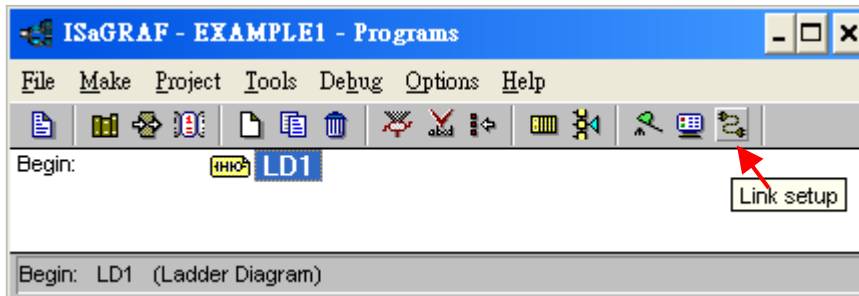 ISaGRAF - EXAMPLE1 - Programs
File Make Project Tools Debug Options Help
Begin: LD1
Link setup
Begin: LD1 (Ladder Diagram)